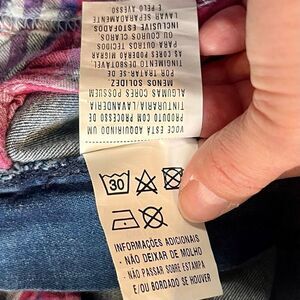 VOCÊ ESTÁ ADQUIRINDO UM
PRODUTO COM PROCESSO DE
TINTURARIA/LAVANDERIA
ALGUMAS CORES POSSUEM
MENOS SOLIDEZ
POR TRATAR-SE DE
TINGIMENTO DESBOTÁVEL
AS CORES PODERÃO MIGRAR
PARA OUTROS TECIDOS
OU COUROS CLAROS
INCLUSIVE ESTOFADOS
LAVAR SEPARADAMENTE
E PELO AVESSO
30
INFORMAÇÕES ADICIONAIS
- NÃO DEIXAR DE MOLHO
- NÃO PASSAR SOBRE ESTAMPA
E/OU BORDADO SE HOUVER